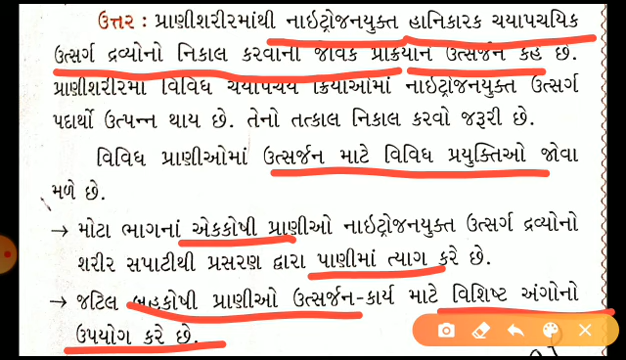 ઉત્તર : પ્રાણીશરીરમાંથી નાઇટ્રોજનયુક્ત હાનિકારક ચયાપચયિક
ઉત્સર્ગ દ્રવ્યોનો નિકાલ કરવાની જૈવિક પ્રક્રિયાને ઉત્સર્જન કહે છે.
પ્રાણીશરીરમાં વિવિધ ચયાપચય ક્રિયાઓમાં નાઇટ્રોજનયુક્ત ઉત્સર્ગ
પદાર્થો ઉત્પન્ન થાય છે. તેનો તત્કાલ નિકાલ કરવો જરૂરી છે.
વિવિધ પ્રાણીઓમાં ઉત્સર્જન માટે વિવિધ પ્રયુક્તિઓ જોવા
મળે છે.
→ મોટા ભાગનાં એકકોષી પ્રાણીઓ નાઇટ્રોજનયુક્ત ઉત્સર્ગ દ્રવ્યોનો
શરીર સપાટીથી પ્રસરણ દ્વારા પાણીમાં ત્યાગ કરે છે.
→ જટિલ બહુકોષી પ્રાણીઓ ઉત્સર્જન-કાર્ય માટે વિશિષ્ટ અંગોનો
ઉપયોગ કરે છે.